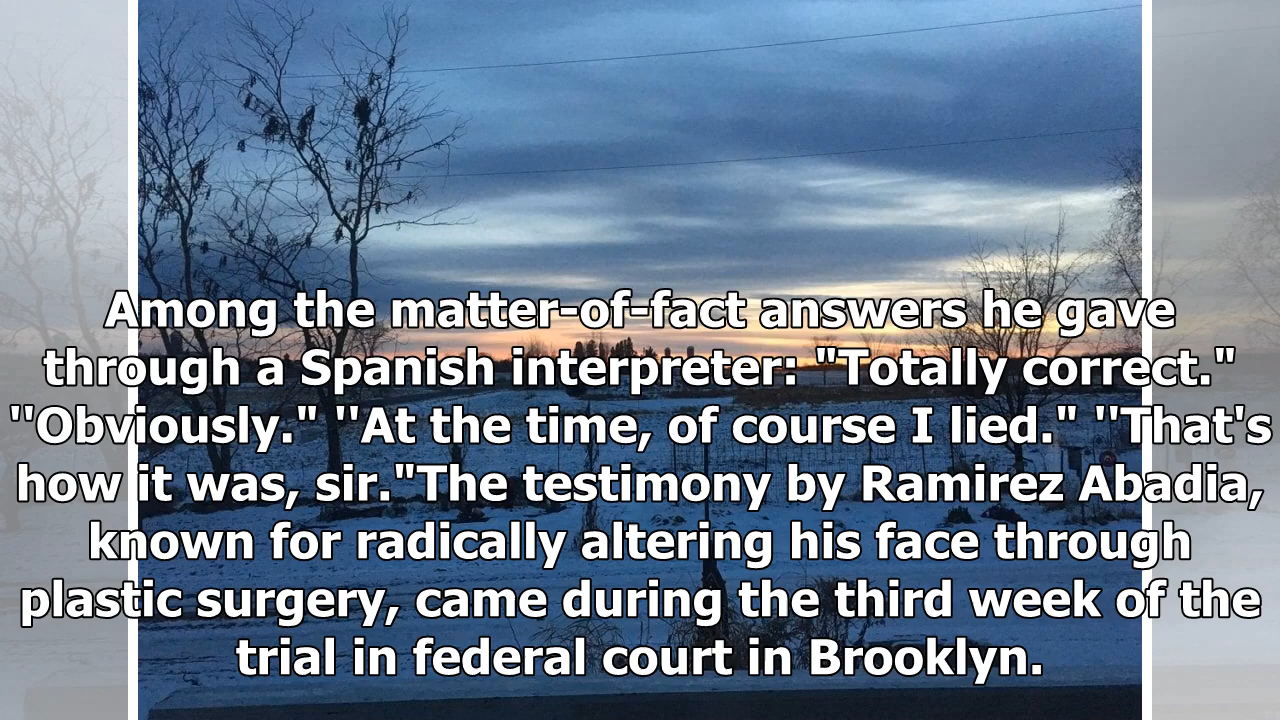 Among the matter-of-fact answers he gave
through a Spanish interpreter: "Totally correct."
''Obviously." ''At the time, of course I lied." ''That's
how it was, sir."The testimony by Ramirez Abadia,
known for radically altering his face through
plastic surgery, came during the third week of the
trial in federal court in Brooklyn.